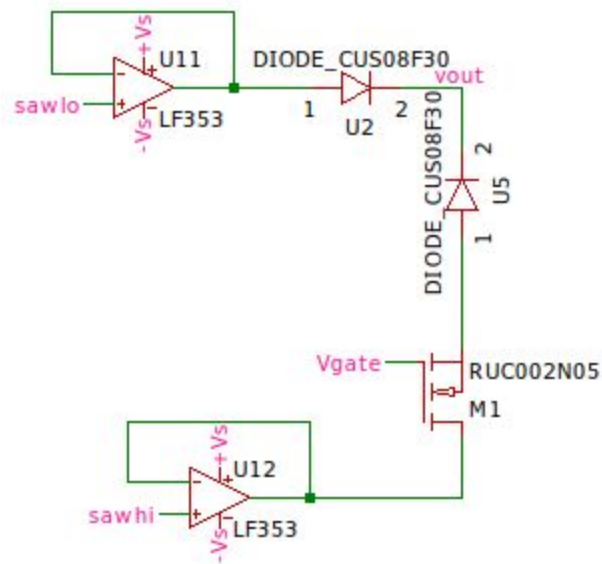 +Vs
U11
-
+
sawlo
-Vs
LF353
DIODE_CUS08F30
1
2
U2
vout
DIODE_CUS08F30
2
U5
1
Vgate
RUC002N05
M1
+Vs
U12
-
+
sawhi
-Vs
LF353